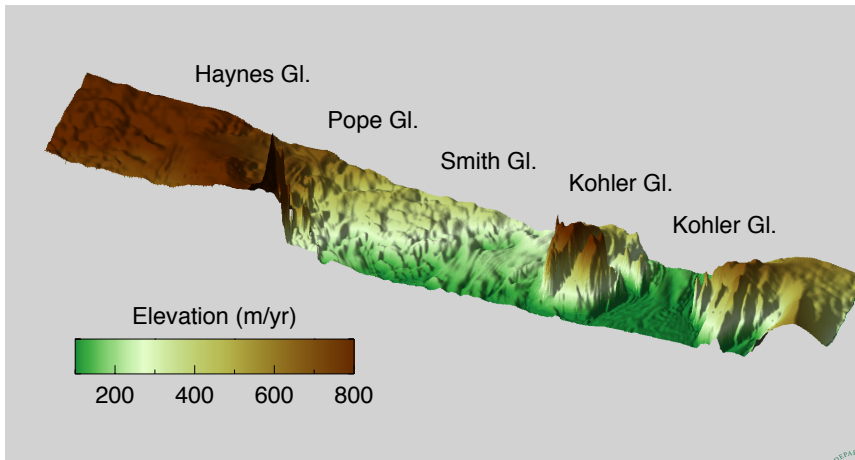 Haynes Gl.
Pope Gl.
Smith Gl.
Kohler Gl.
Kohler Gl.
Elevation (m/yr)
200 400 600 800